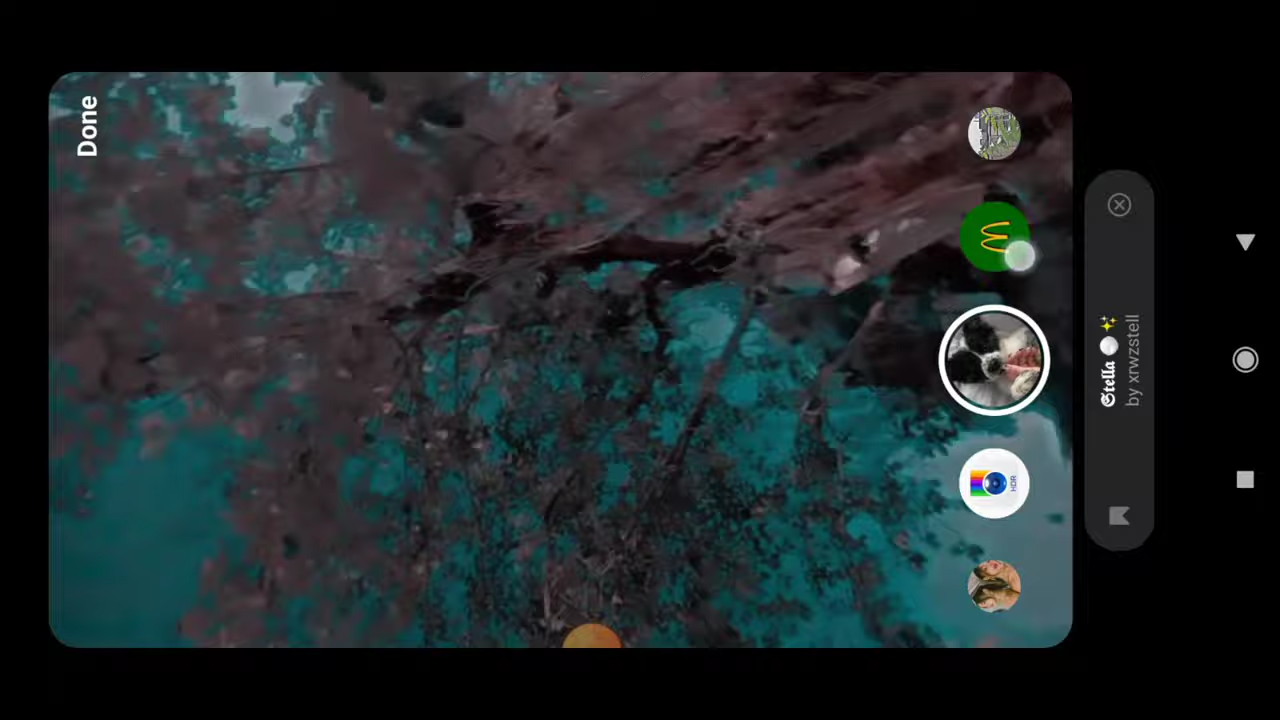 Done
HDR
𝕾𝖙𝖊𝖑𝖑𝖆 ⚪✨
by xrwzstell